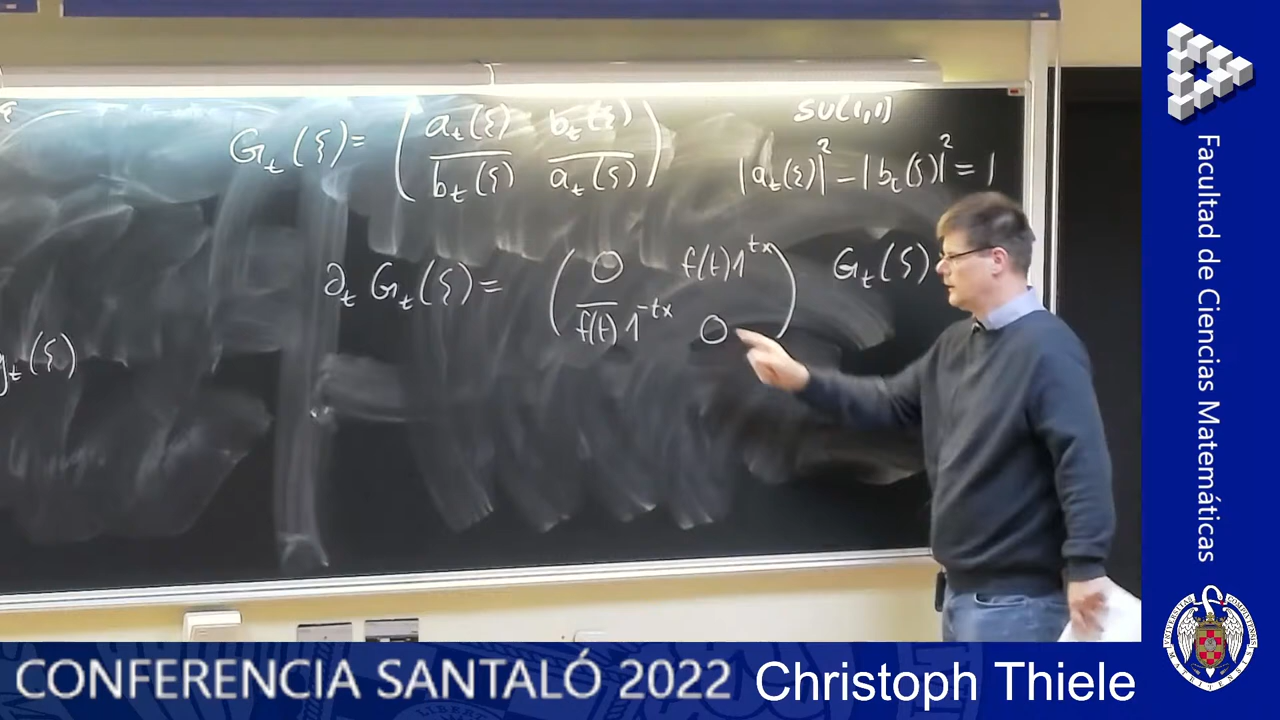 SU(1,1)
G_t(ξ) = ( a_t(ξ) b_t(ξ)
\overline{b_t(ξ)} \overline{a_t(ξ)} )
|a_t(ξ)|² - |b_t(ξ)|² = 1
∂_t G_t(ξ) = ( 0 f(t) 1^{tx}
\overline{f(t)} 1^{-tx} 0 ) G_t(ξ)
g_t(ξ)
Facultad de Ciencias Matemáticas
CONFERENCIA SANTALÓ 2022
Christoph Thiele